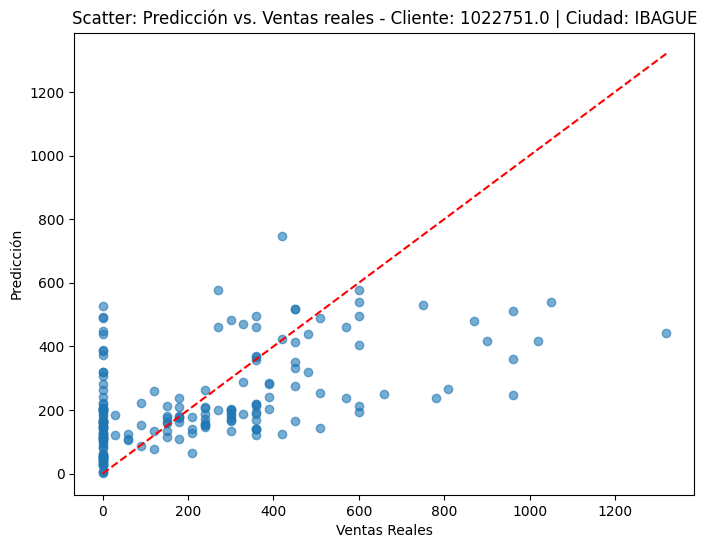 Scatter: Predicción vs. Ventas reales - Cliente: 1022751.0 | Ciudad: IBAGUE
1200
1000
800
600
400
200
0
Predicción
0 200 400 600 800 1000 1200
Ventas Reales